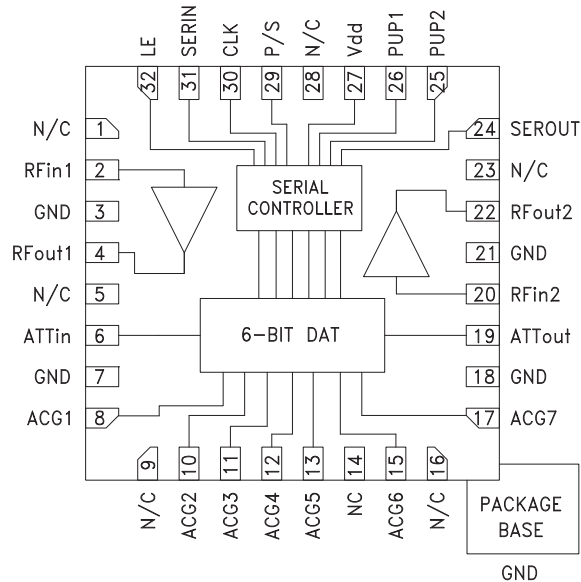 LE
SERIN
CLK
P/S
N/C
Vdd
PUP1
PUP2
32
31
30
29
28
27
26
25
N/C 1
RFin1 2
GND 3
RFout1 4
N/C 5
ATTin 6
GND 7
ACG1 8
SERIAL
CONTROLLER
6-BIT DAT
24 SEROUT
23 N/C
22 RFout2
21 GND
20 RFin2
19 ATTout
18 GND
17 ACG7
9
10
11
12
13
14
15
16
N/C
ACG2
ACG3
ACG4
ACG5
NC
ACG6
N/C
PACKAGE
BASE
GND